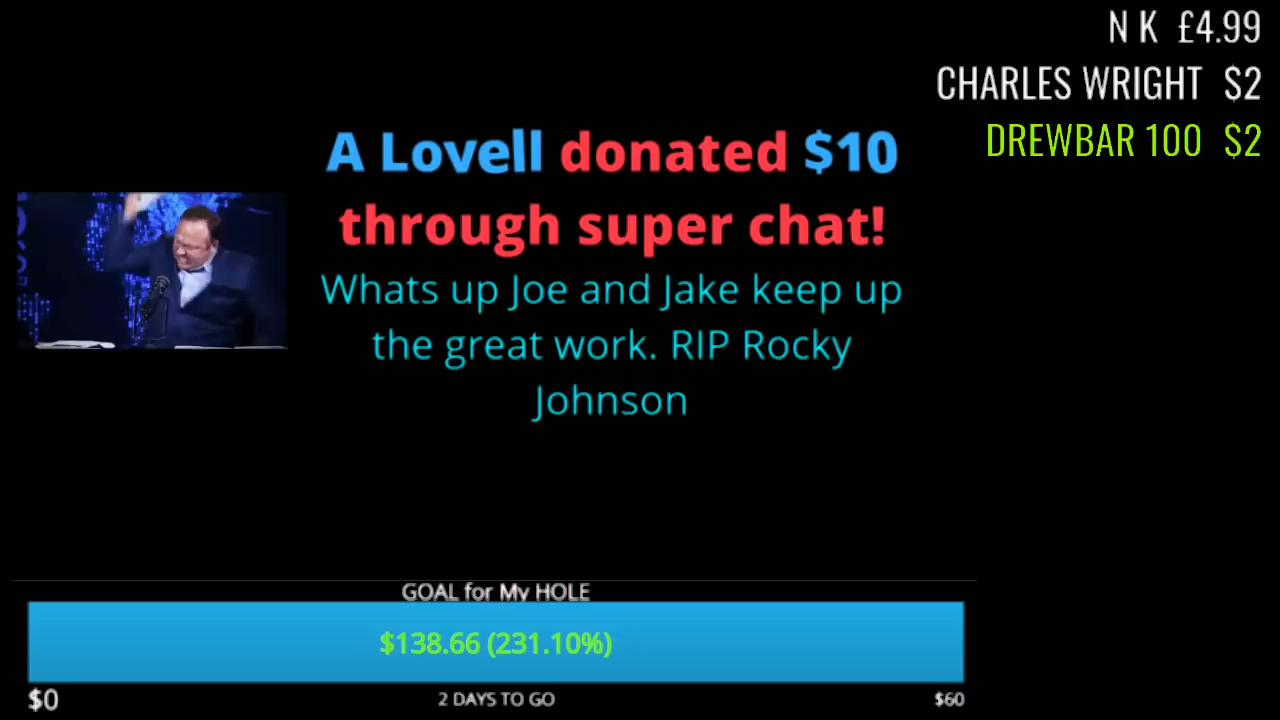 N K £4.99
CHARLES WRIGHT $2
DREWBAR 100 $2
A Lovell donated $10
through super chat!
Whats up Joe and Jake keep up
the great work. RIP Rocky
Johnson
GOAL for My HOLE
$138.66 (231.10%)
$0 2 DAYS TO GO $60